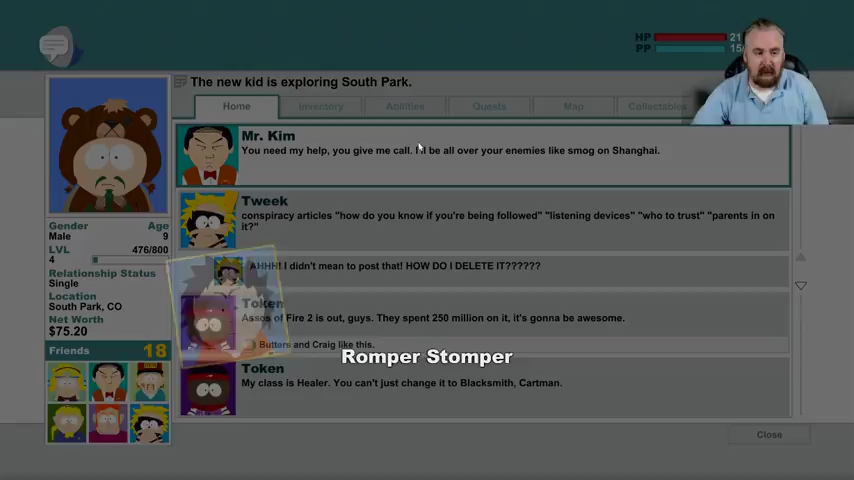 HP 21
PP 15
The new kid is exploring South Park.
Home Inventory Abilities Quests Map Collectables
Mr. Kim
You need my help, you give me call. I'll be all over your enemies like smog on Shanghai.
Tweek
conspiracy articles "how do you know if you're being followed" "listening devices" "who to trust" "parents in on
it?"
AHHH! I didn't mean to post that! HOW DO I DELETE IT??????
Token
Asses of Fire 2 is out, guys. They spent 250 million on it, it's gonna be awesome.
Butters and Craig like this.
Romper Stomper
Token
My class is Healer. You can't just change it to Blacksmith, Cartman.
Gender Age
Male 9
LVL 476/800
4
Relationship Status
Single
Location
South Park, CO
Net Worth
$75.20
Friends 18
Close